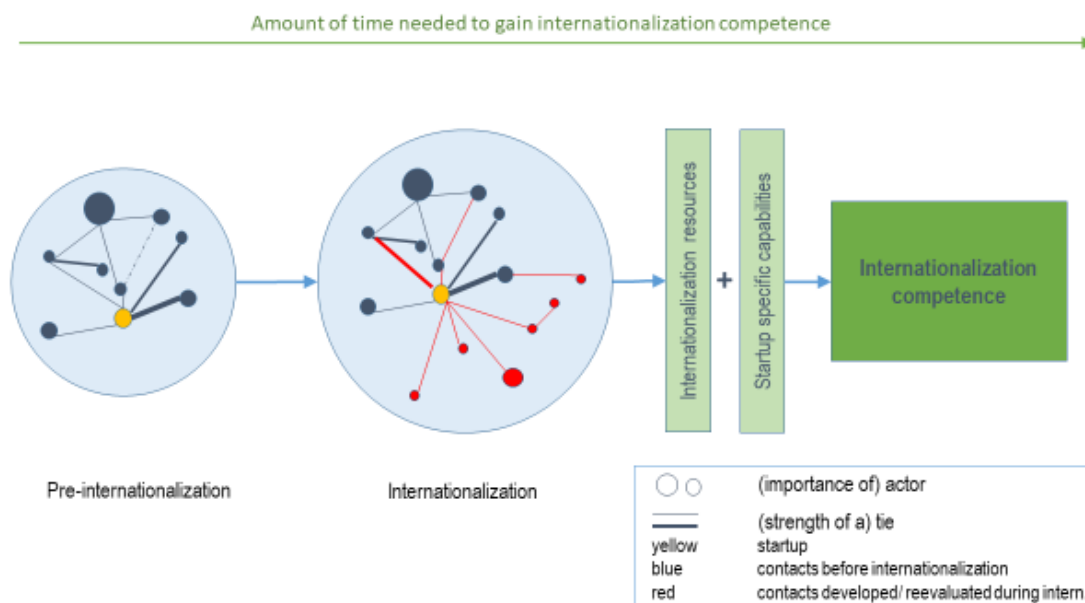 Amount of time needed to gain internationalization competence
Internationalization resources
+
Startup specific capabilities
Internationalization
competence
Pre-internationalization
Internationalization
(importance of) actor
(strength of a) tie
yellow startup
blue contacts before internationalization
red contacts developed/ reevaluated during intern